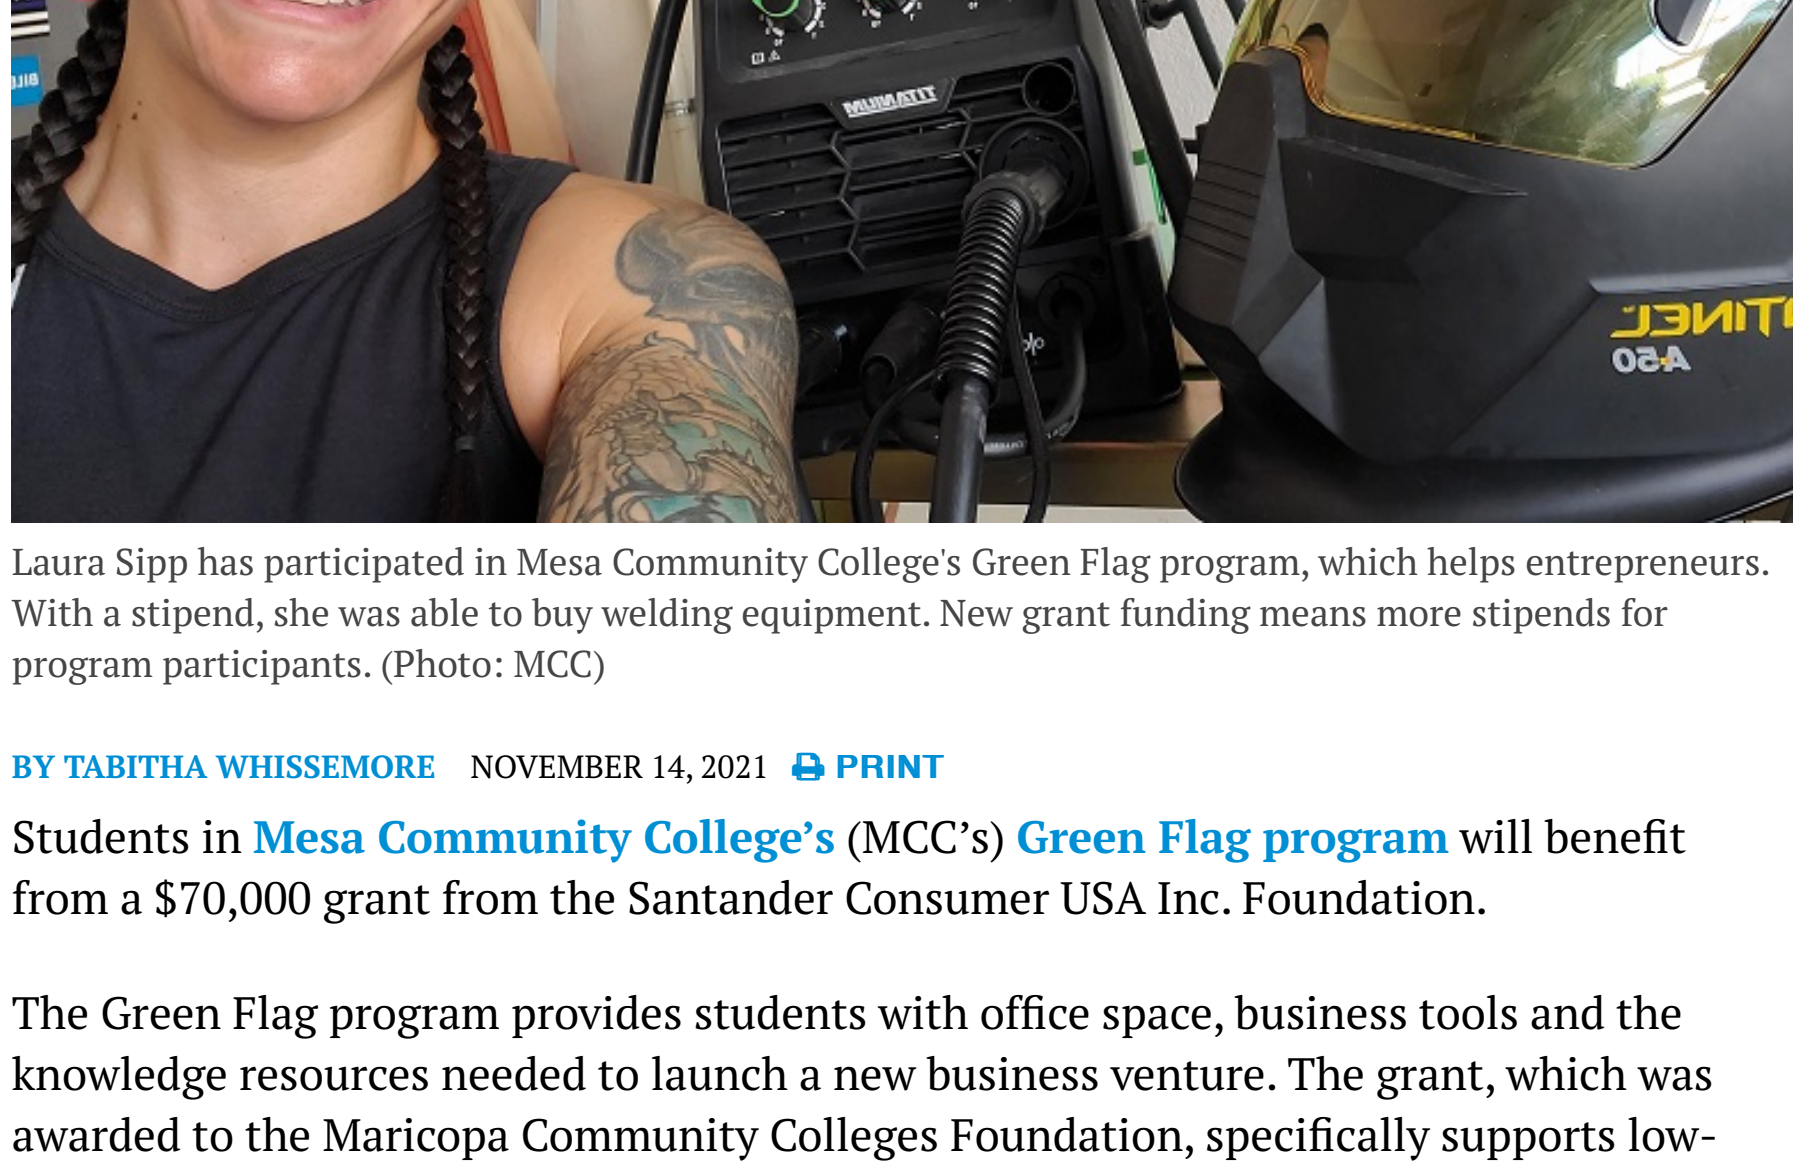 BILL
TITANIUM
TINEL
A50
Laura Sipp has participated in Mesa Community College's Green Flag program, which helps entrepreneurs.
With a stipend, she was able to buy welding equipment. New grant funding means more stipends for
program participants. (Photo: MCC)
BY TABITHA WHISSEMORE NOVEMBER 14, 2021 PRINT
Students in Mesa Community College’s (MCC’s) Green Flag program will benefit
from a $70,000 grant from the Santander Consumer USA Inc. Foundation.
The Green Flag program provides students with office space, business tools and the
knowledge resources needed to launch a new business venture. The grant, which was
awarded to the Maricopa Community Colleges Foundation, specifically supports low-